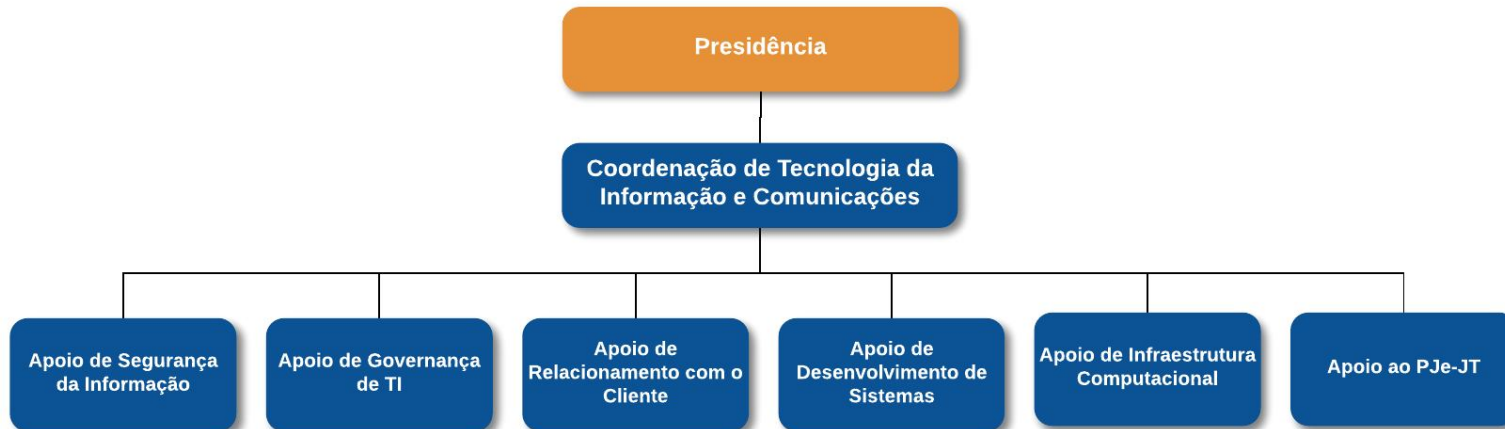 Presidência
Coordenação de Tecnologia da
Informação e Comunicações
Apoio de Segurança
da Informação
Apoio de Governança
de TI
Apoio de
Relacionamento com o
Cliente
Apoio de
Desenvolvimento de
Sistemas
Apoio de Infraestrutura
Computacional
Apoio ao PJe-JT